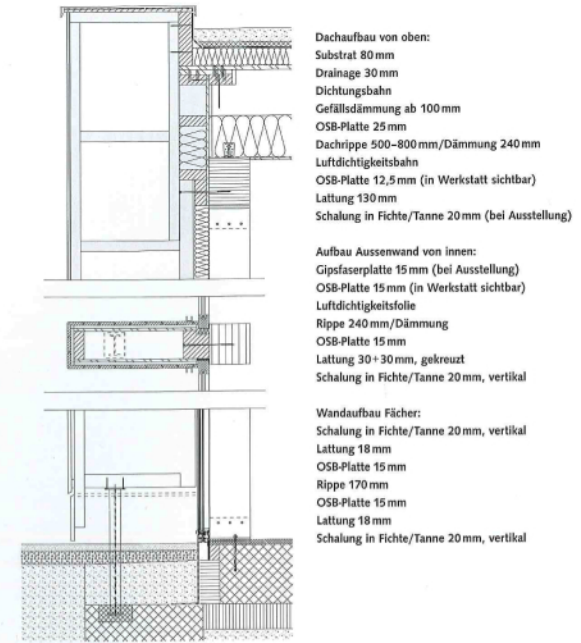 Dachaufbau von oben:
Substrat 80 mm
Drainage 30 mm
Dichtungsbahn
Gefällsdämmung ab 100 mm
OSB-Platte 25 mm
Dachrippe 500–800 mm/Dämmung 240 mm
Luftdichtigkeitsbahn
OSB-Platte 12,5 mm (in Werkstatt sichtbar)
Lattung 130 mm
Schalung in Fichte/Tanne 20 mm (bei Ausstellung)
Aufbau Aussenwand von innen:
Gipsfaserplatte 15 mm (bei Ausstellung)
OSB-Platte 15 mm (in Werkstatt sichtbar)
Luftdichtigkeitsfolie
Rippe 240 mm/Dämmung
OSB-Platte 15 mm
Lattung 30+30 mm, gekreuzt
Schalung in Fichte/Tanne 20 mm, vertikal
Wandaufbau Fächer:
Schalung in Fichte/Tanne 20 mm, vertikal
Lattung 18 mm
OSB-Platte 15 mm
Rippe 170 mm
OSB-Platte 15 mm
Lattung 18 mm
Schalung in Fichte/Tanne 20 mm, vertikal